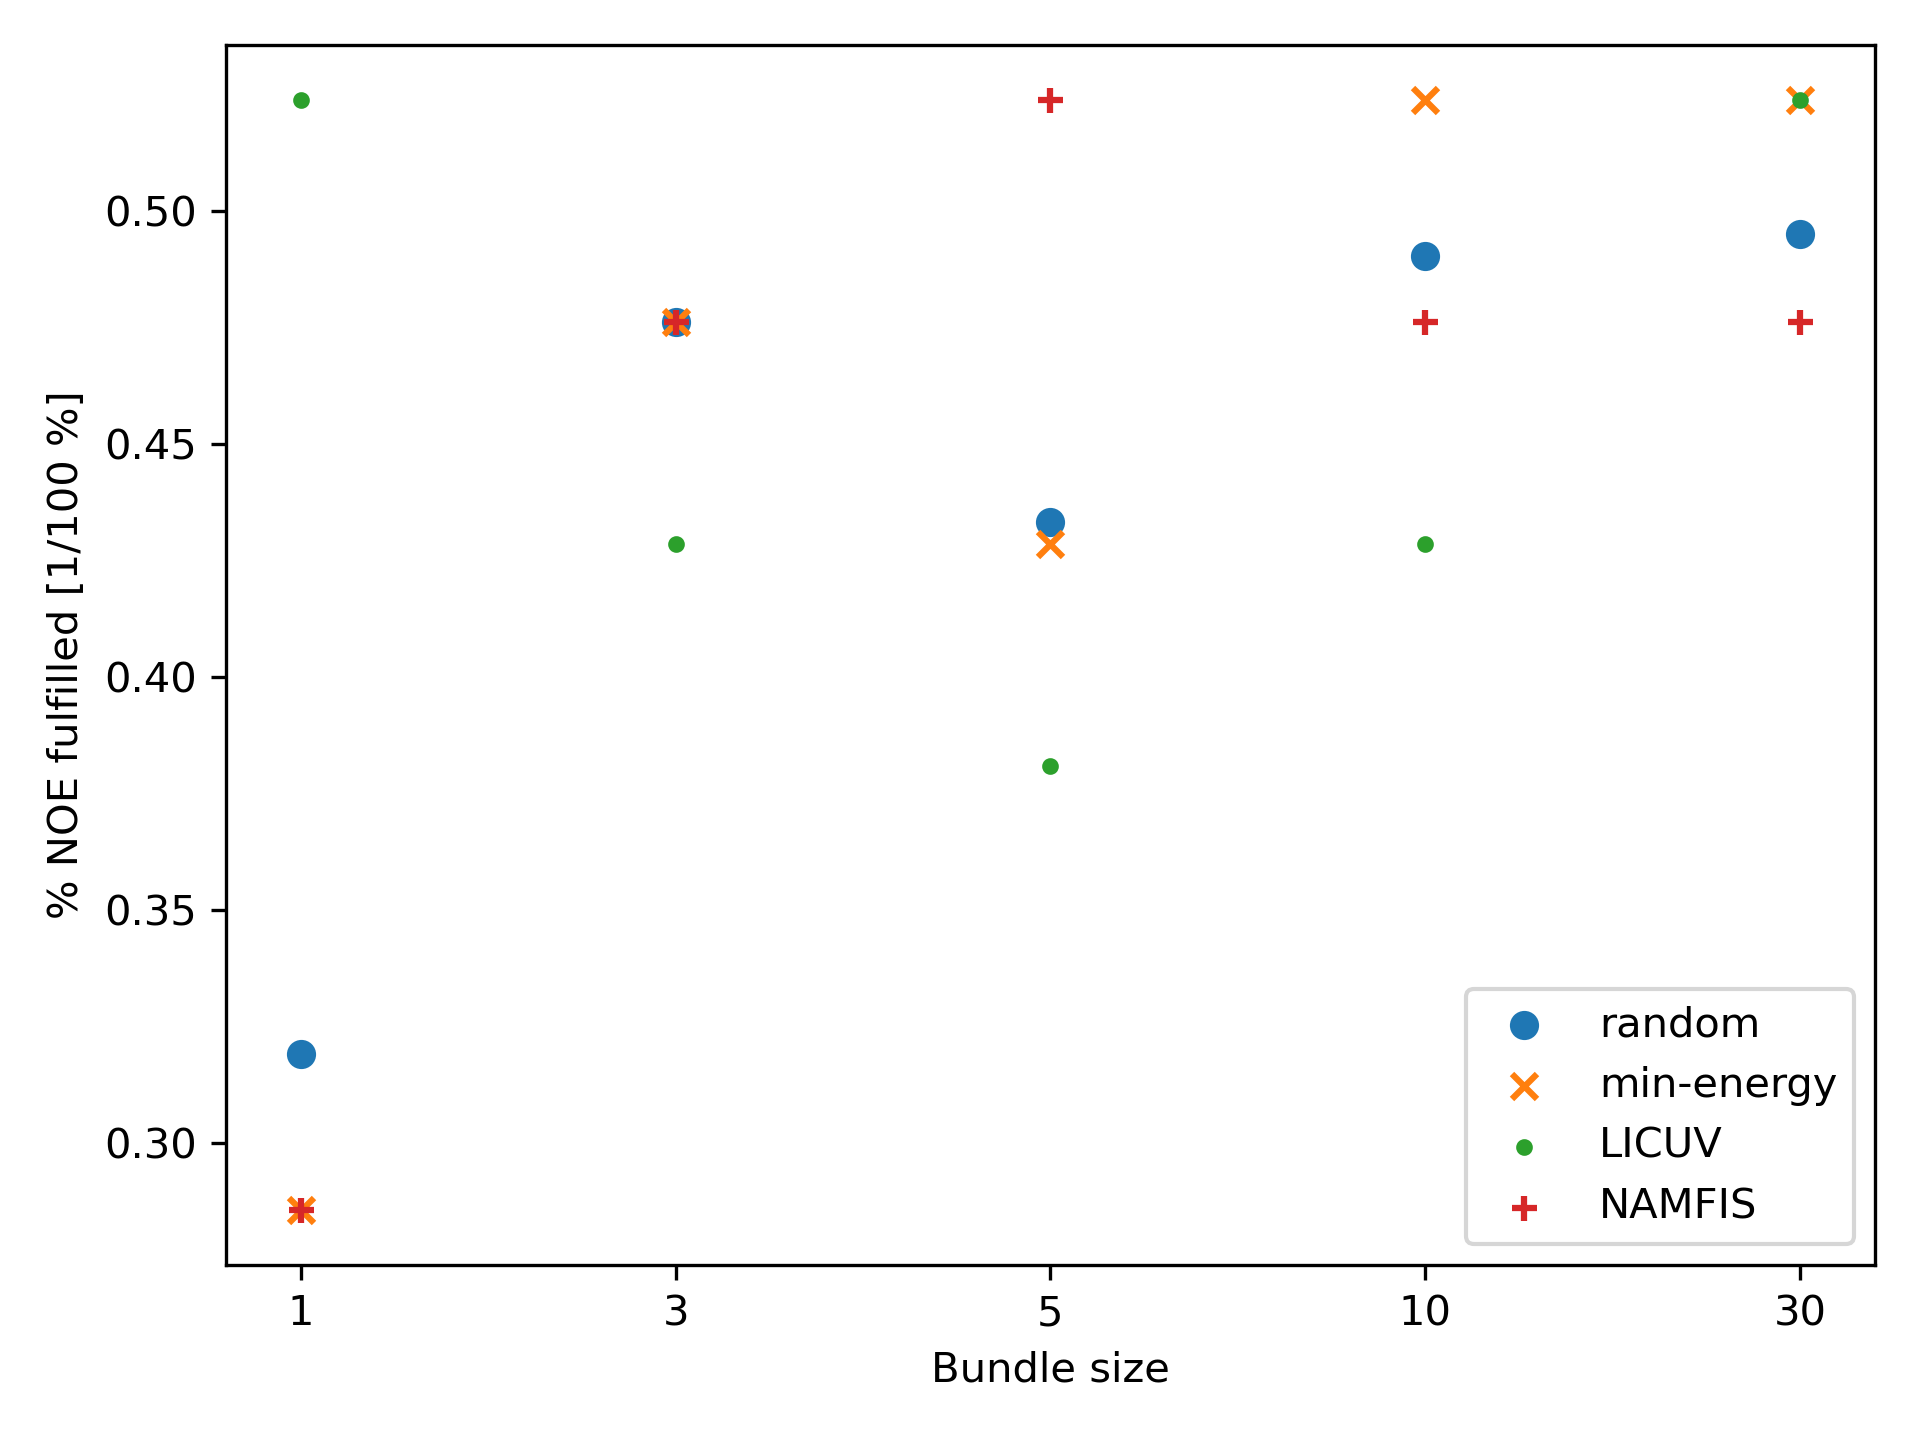 0.50
0.45
0.40
0.35
0.30
% NOE fulfilled [1/100 %]
random
min-energy
LICUV
NAMFIS
1 3 5 10 30
Bundle size